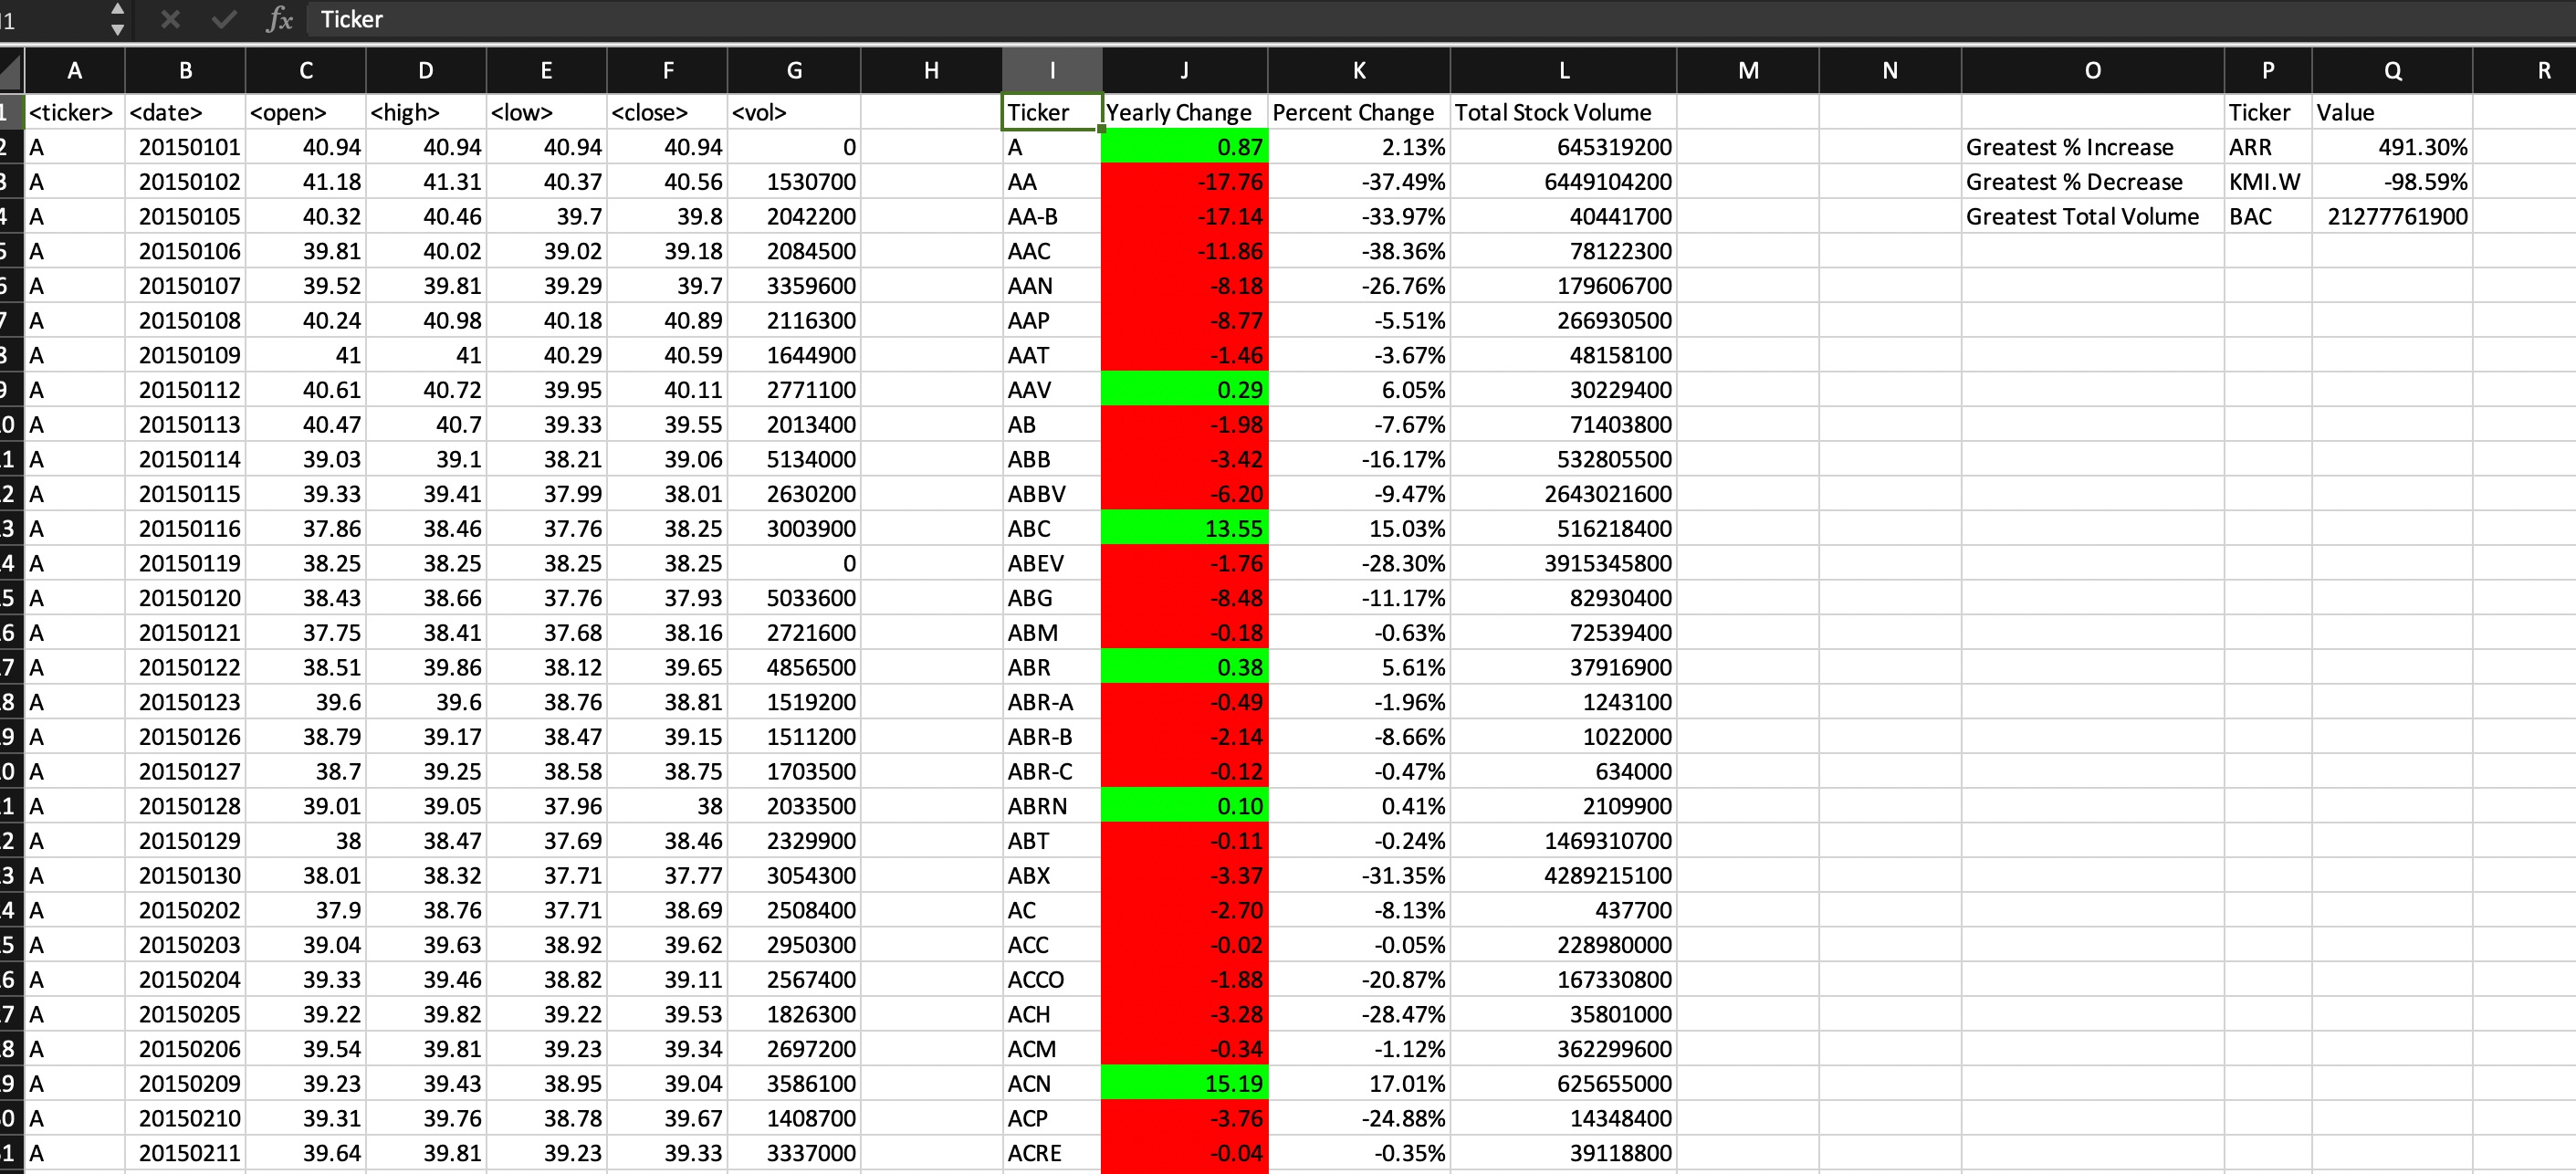 1 fx Ticker
A B C D E F G H I J K L M N O P Q R
1 <ticker> <date> <open> <high> <low> <close> <vol> Ticker Yearly Change Percent Change Total Stock Volume Ticker Value
2 A 20150101 40.94 40.94 40.94 40.94 0 A 0.87 2.13% 645319200 Greatest % Increase ARR 491.30%
3 A 20150102 41.18 41.31 40.37 40.56 1530700 AA -17.76 -37.49% 6449104200 Greatest % Decrease KMI.W -98.59%
4 A 20150105 40.32 40.46 39.7 39.8 2042200 AA-B -17.14 -33.97% 40441700 Greatest Total Volume BAC 21277761900
5 A 20150106 39.81 40.02 39.02 39.18 2084500 AAC -11.86 -38.36% 78122300
6 A 20150107 39.52 39.81 39.29 39.7 3359600 AAN -8.18 -26.76% 179606700
7 A 20150108 40.24 40.98 40.18 40.89 2116300 AAP -8.77 -5.51% 266930500
8 A 20150109 41 41 40.29 40.59 1644900 AAT -1.46 -3.67% 48158100
9 A 20150112 40.61 40.72 39.95 40.11 2771100 AAV 0.29 6.05% 30229400
0 A 20150113 40.47 40.7 39.33 39.55 2013400 AB -1.98 -7.67% 71403800
1 A 20150114 39.03 39.1 38.21 39.06 5134000 ABB -3.42 -16.17% 532805500
2 A 20150115 39.33 39.41 37.99 38.01 2630200 ABBV -6.20 -9.47% 2643021600
3 A 20150116 37.86 38.46 37.76 38.25 3003900 ABC 13.55 15.03% 516218400
4 A 20150119 38.25 38.25 38.25 38.25 0 ABEV -1.76 -28.30% 3915345800
5 A 20150120 38.43 38.66 37.76 37.93 5033600 ABG -8.48 -11.17% 82930400
6 A 20150121 37.75 38.41 37.68 38.16 2721600 ABM -0.18 -0.63% 72539400
7 A 20150122 38.51 39.86 38.12 39.65 4856500 ABR 0.38 5.61% 37916900
8 A 20150123 39.6 39.6 38.76 38.81 1519200 ABR-A -0.49 -1.96% 1243100
9 A 20150126 38.79 39.17 38.47 39.15 1511200 ABR-B -2.14 -8.66% 1022000
0 A 20150127 38.7 39.25 38.58 38.75 1703500 ABR-C -0.12 -0.47% 634000
1 A 20150128 39.01 39.05 37.96 38 2033500 ABRN 0.10 0.41% 2109900
2 A 20150129 38 38.47 37.69 38.46 2329900 ABT -0.11 -0.24% 1469310700
3 A 20150130 38.01 38.32 37.71 37.77 3054300 ABX -3.37 -31.35% 4289215100
4 A 20150202 37.9 38.76 37.71 38.69 2508400 AC -2.70 -8.13% 437700
5 A 20150203 39.04 39.63 38.92 39.62 2950300 ACC -0.02 -0.05% 228980000
6 A 20150204 39.33 39.46 38.82 39.11 2567400 ACCO -1.88 -20.87% 167330800
7 A 20150205 39.22 39.82 39.22 39.53 1826300 ACH -3.28 -28.47% 35801000
8 A 20150206 39.54 39.81 39.23 39.34 2697200 ACM -0.34 -1.12% 362299600
9 A 20150209 39.23 39.43 38.95 39.04 3586100 ACN 15.19 17.01% 625655000
0 A 20150210 39.31 39.76 38.78 39.67 1408700 ACP -3.76 -24.88% 14348400
1 A 20150211 39.64 39.81 39.23 39.33 3337000 ACRE -0.04 -0.35% 39118800